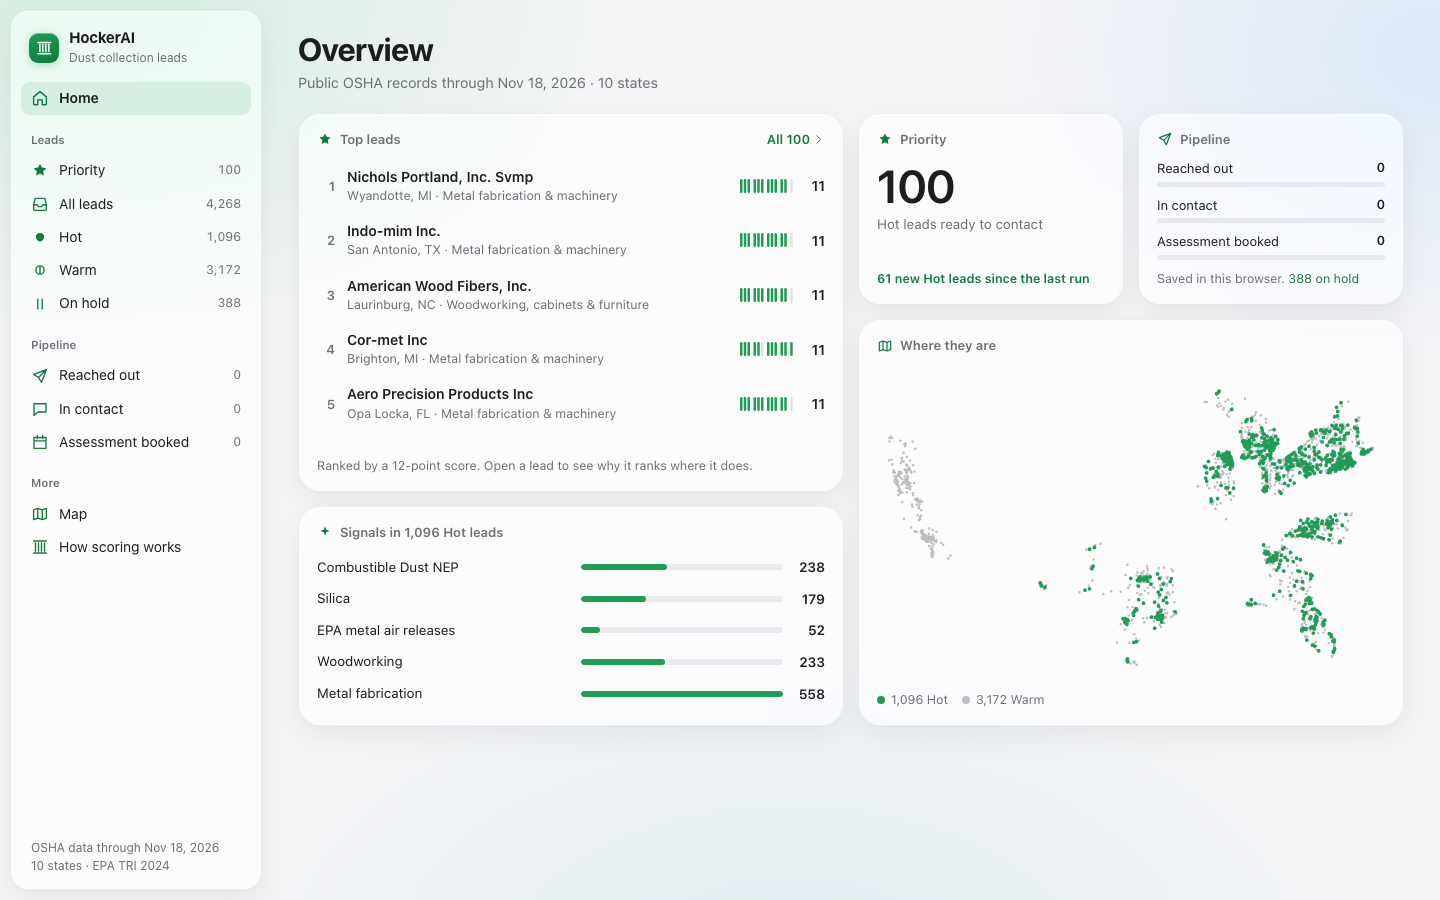 HockerAI
Dust collection leads
Home
Leads
Priority 100
All leads 4,268
Hot 1,096
Warm 3,172
On hold 388
Pipeline
Reached out 0
In contact 0
Assessment booked 0
More
Map
How scoring works
OSHA data through Nov 18, 2026
10 states · EPA TRI 2024
Overview
Public OSHA records through Nov 18, 2026 · 10 states
Top leads All 100
1 Nichols Portland, Inc. Svmp 11
Wyandotte, MI · Metal fabrication & machinery
2 Indo-mim Inc. 11
San Antonio, TX · Metal fabrication & machinery
3 American Wood Fibers, Inc. 11
Laurinburg, NC · Woodworking, cabinets & furniture
4 Cor-met Inc 11
Brighton, MI · Metal fabrication & machinery
5 Aero Precision Products Inc 11
Opa Locka, FL · Metal fabrication & machinery
Ranked by a 12-point score. Open a lead to see why it ranks where it does.
Signals in 1,096 Hot leads
Combustible Dust NEP 238
Silica 179
EPA metal air releases 52
Woodworking 233
Metal fabrication 558
Priority
100
Hot leads ready to contact
61 new Hot leads since the last run
Pipeline
Reached out 0
In contact 0
Assessment booked 0
Saved in this browser. 388 on hold
Where they are
1,096 Hot 3,172 Warm